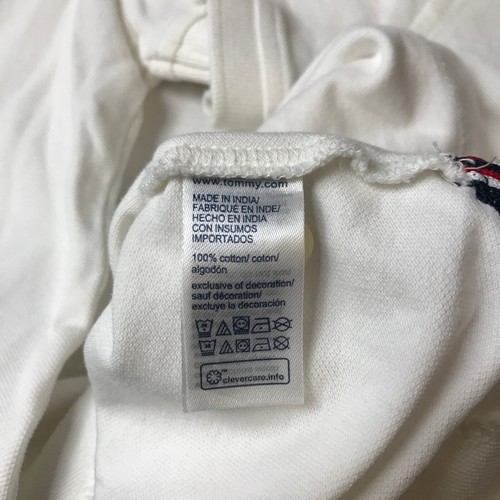 www.tommy.com
MADE IN INDIA/
FABRIQUE EN INDE/
HECHO EN INDIA
CON INSUMOS
IMPORTADOS
100% cotton/ coton/
algodón
exclusive of decoration/
sauf décoration/
excluye la decoración
clevercare.info